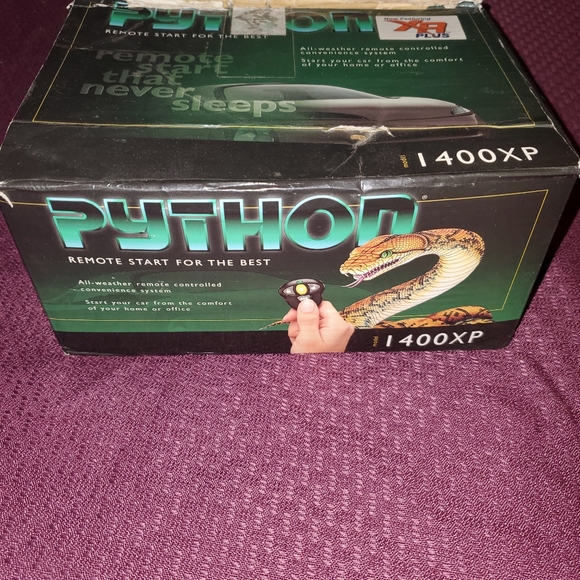 PYTHON
REMOTE START FOR THE BEST
Now Featuring
XR
PLUS
All-weather remote controlled
convenience system
Start your car from the comfort
of your home or office
remote
start
that
never
sleeps
model 1400XP
PYTHON®
REMOTE START FOR THE BEST
All-weather remote controlled
convenience system
Start your car from the comfort
of your home or office
model 1400XP